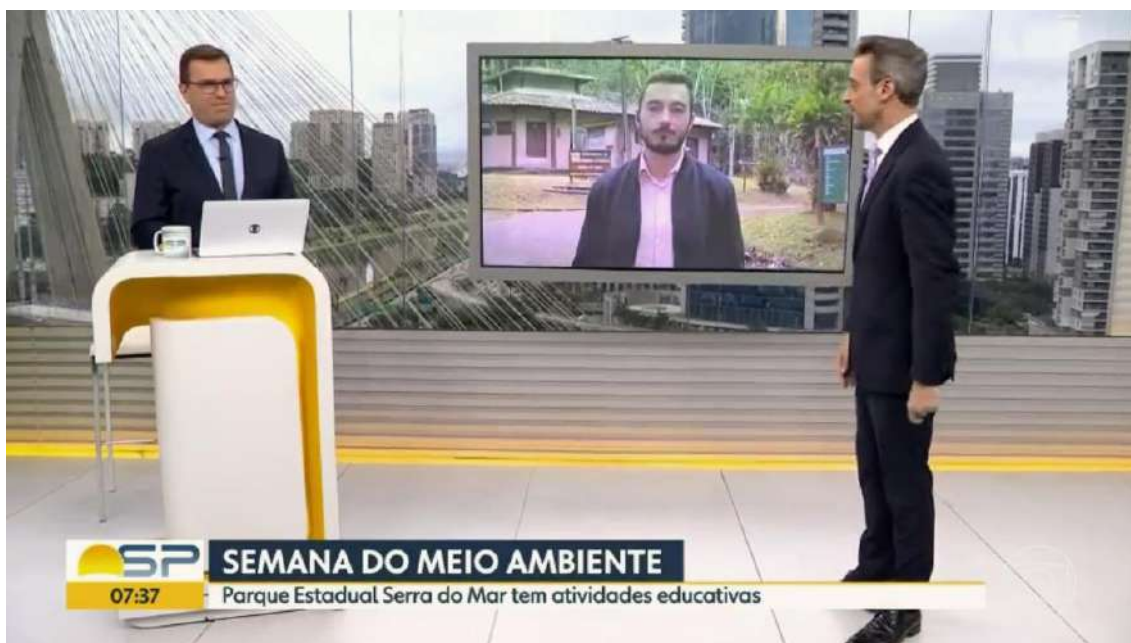 SP
SEMANA DO MEIO AMBIENTE
07:37
Parque Estadual Serra do Mar tem atividades educativas